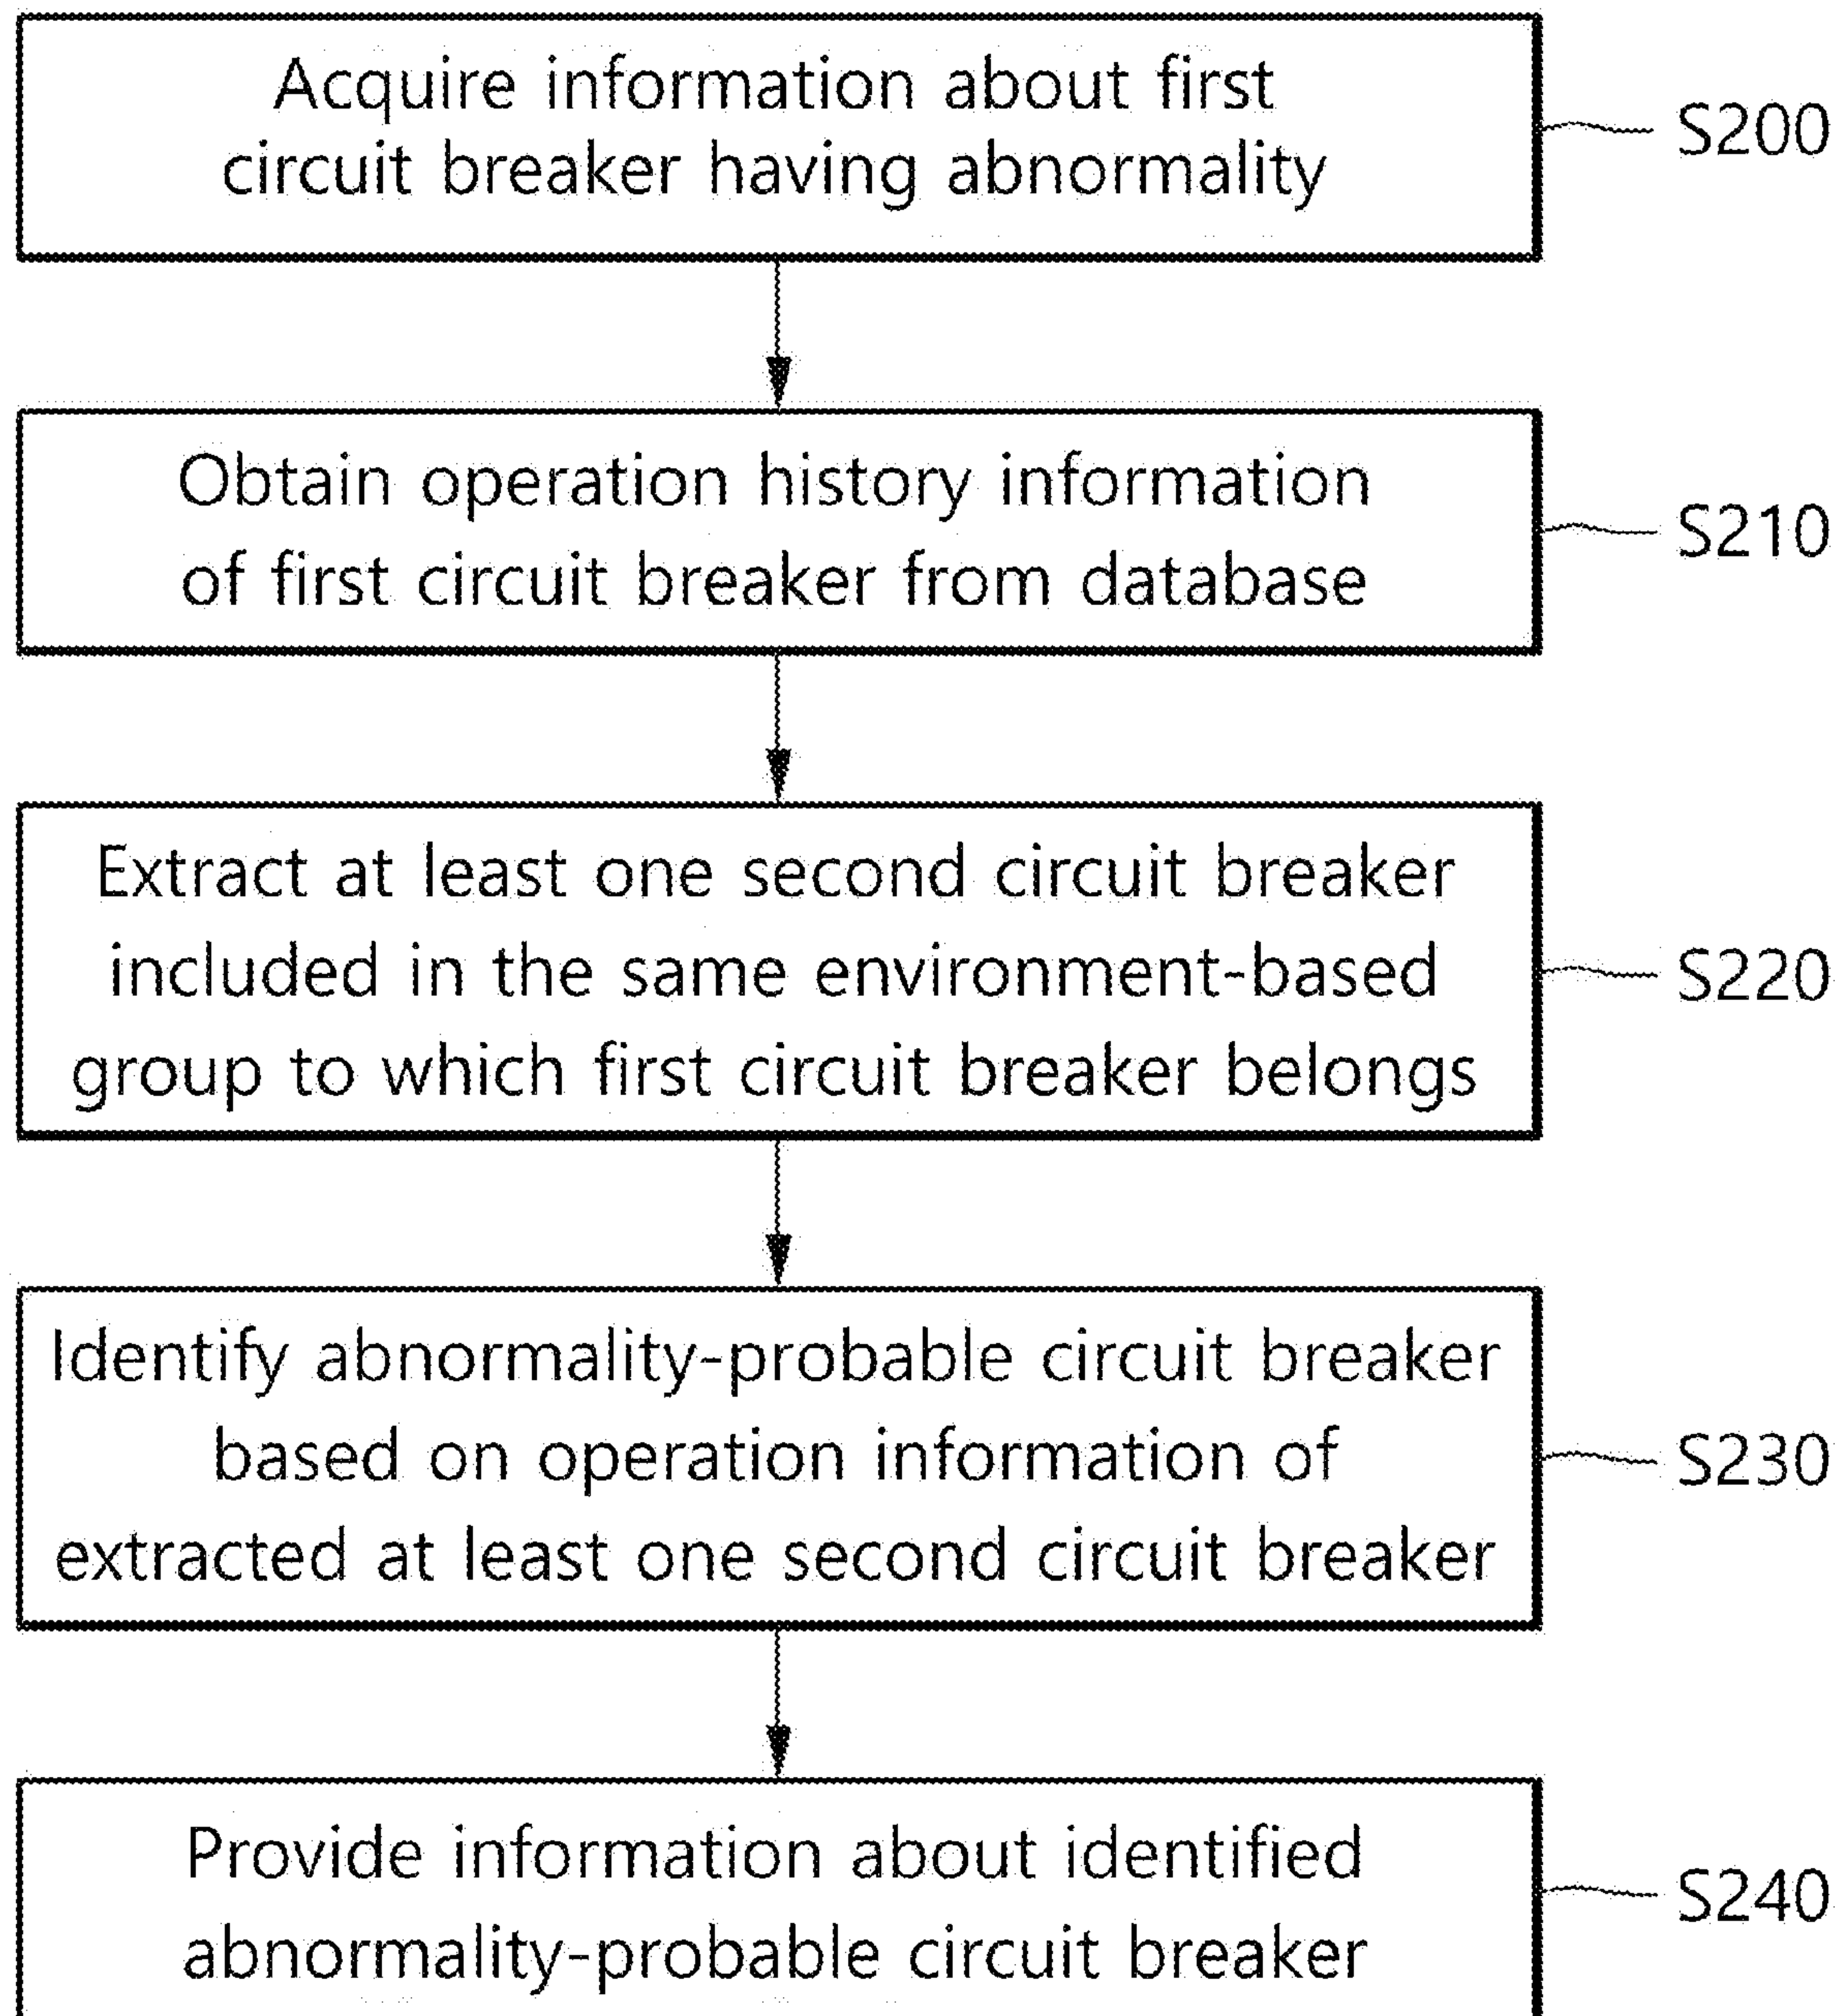 Acquire information about first
circuit breaker having abnormality
S200
Obtain operation history information
of first circuit breaker from database
S210
Extract at least one second circuit breaker
included in the same environment-based
group to which first circuit breaker belongs
S220
Identify abnormality-probable circuit breaker
based on operation information of
extracted at least one second circuit breaker
S230
Provide information about identified
abnormality-probable circuit breaker
S240